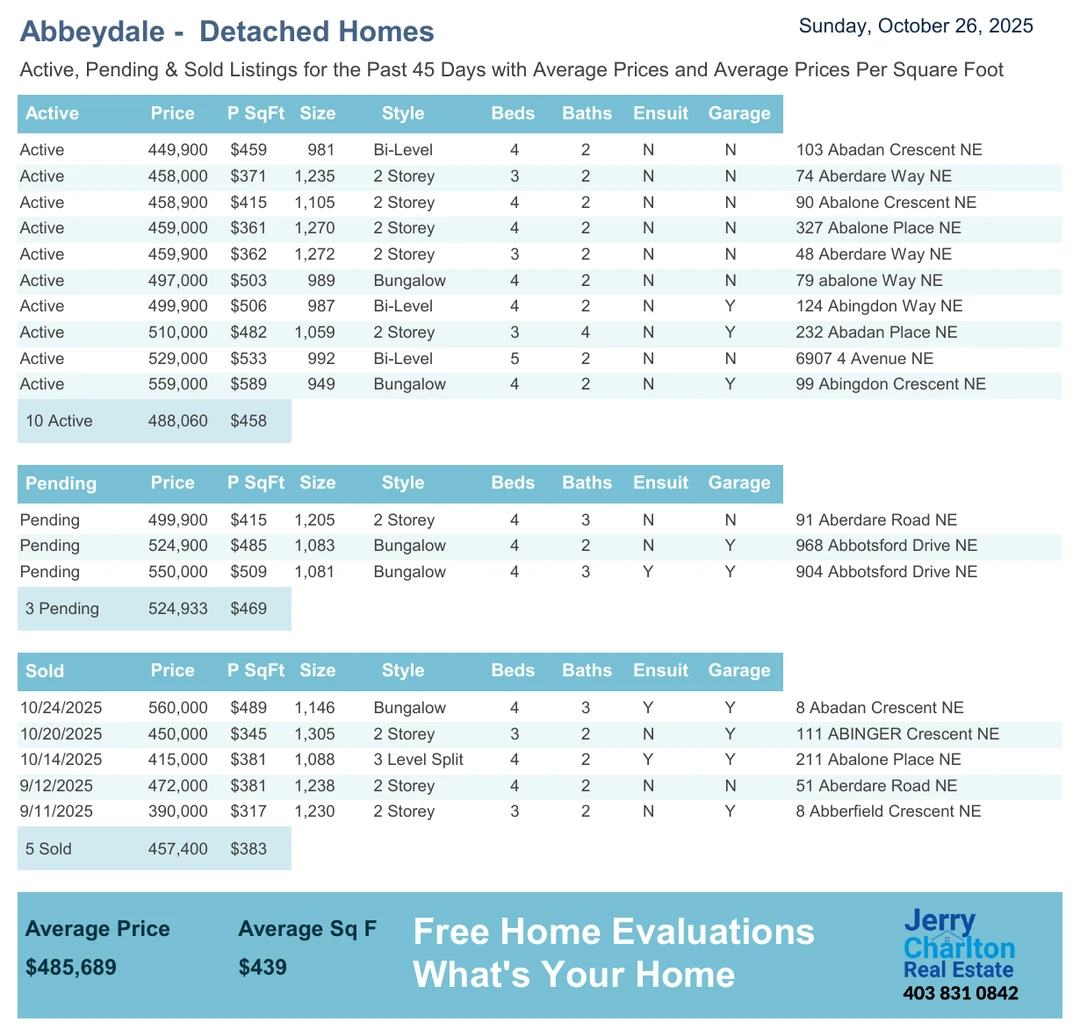 Abbeydale - Detached Homes
Sunday, October 26, 2025
Active, Pending & Sold Listings for the Past 45 Days with Average Prices and Average Prices Per Square Foot
Active Price P SqFt Size Style Beds Baths Ensuit Garage
Active 449,900 $459 981 Bi-Level 4 2 N N 103 Abadan Crescent NE
Active 458,000 $371 1,235 2 Storey 3 2 N N 74 Aberdare Way NE
Active 458,900 $415 1,105 2 Storey 4 2 N N 90 Abalone Crescent NE
Active 459,000 $361 1,270 2 Storey 4 2 N N 327 Abalone Place NE
Active 459,900 $362 1,272 2 Storey 3 2 N N 48 Aberdare Way NE
Active 497,000 $503 989 Bungalow 4 2 N N 79 abalone Way NE
Active 499,900 $506 987 Bi-Level 4 2 N Y 124 Abingdon Way NE
Active 510,000 $482 1,059 2 Storey 3 4 N Y 232 Abadan Place NE
Active 529,000 $533 992 Bi-Level 5 2 N N 6907 4 Avenue NE
Active 559,000 $589 949 Bungalow 4 2 N Y 99 Abingdon Crescent NE
10 Active 488,060 $458
Pending Price P SqFt Size Style Beds Baths Ensuit Garage
Pending 499,900 $415 1,205 2 Storey 4 3 N N 91 Aberdare Road NE
Pending 524,900 $485 1,083 Bungalow 4 2 N Y 968 Abbotsford Drive NE
Pending 550,000 $509 1,081 Bungalow 4 3 Y Y 904 Abbotsford Drive NE
3 Pending 524,933 $469
Sold Price P SqFt Size Style Beds Baths Ensuit Garage
10/24/2025 560,000 $489 1,146 Bungalow 4 3 Y Y 8 Abadan Crescent NE
10/20/2025 450,000 $345 1,305 2 Storey 3 2 N Y 111 ABINGER Crescent NE
10/14/2025 415,000 $381 1,088 3 Level Split 4 2 Y Y 211 Abalone Place NE
9/12/2025 472,000 $381 1,238 2 Storey 4 2 N N 51 Aberdare Road NE
9/11/2025 390,000 $317 1,230 2 Storey 3 2 N Y 8 Abberfield Crescent NE
5 Sold 457,400 $383
Average Price Average Sq F
$485,689 $439
Free Home Evaluations
What's Your Home
Jerry
Charlton
Real Estate
403 831 0842